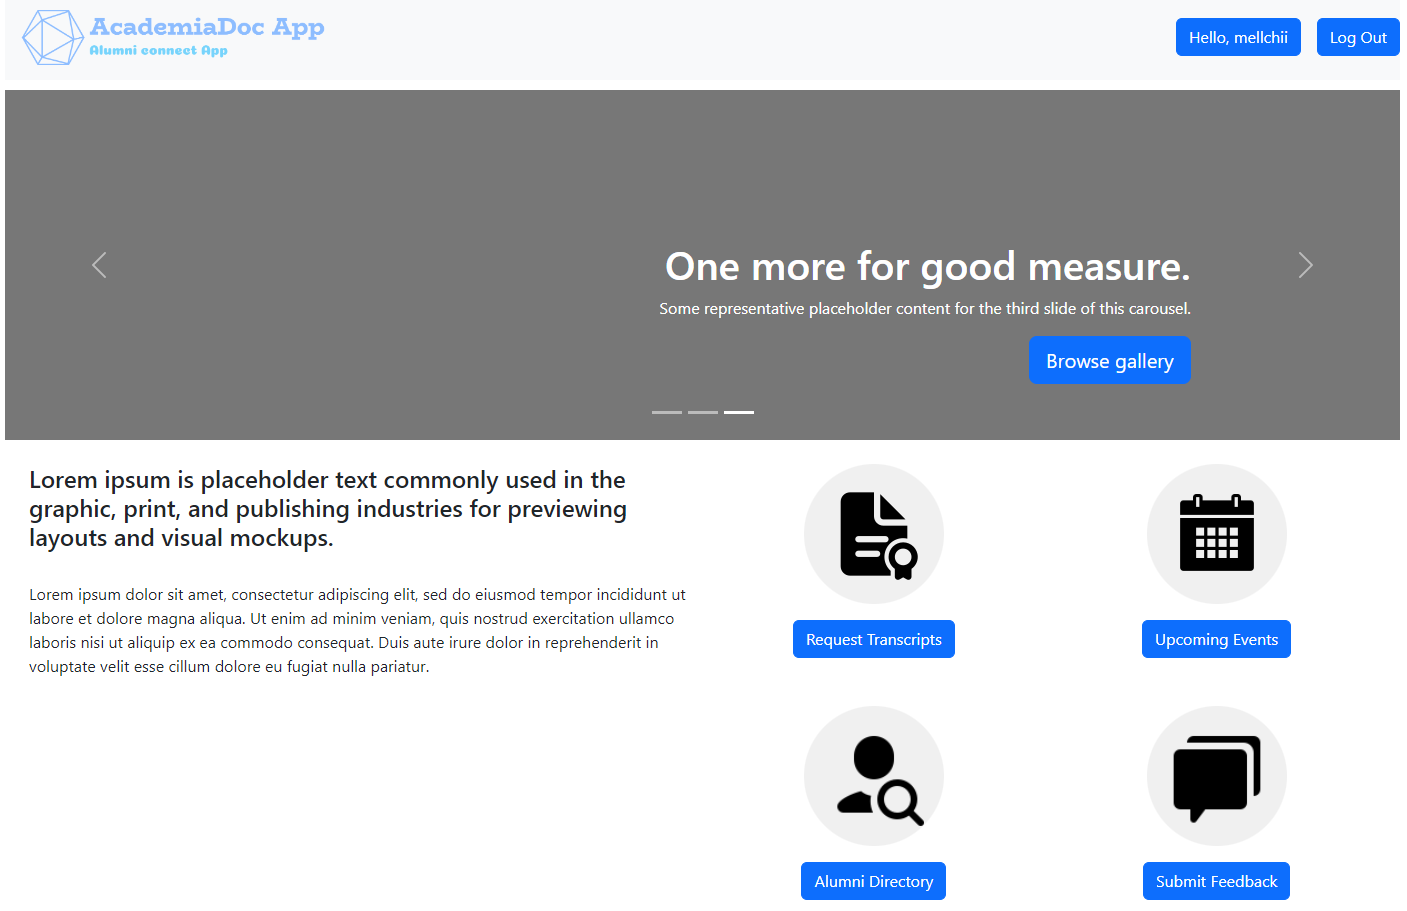 AcademiaDoc App
Alumni connect App
Hello, mellchii
Log Out
One more for good measure.
Some representative placeholder content for the third slide of this carousel.
Browse gallery
Lorem ipsum is placeholder text commonly used in the
graphic, print, and publishing industries for previewing
layouts and visual mockups.
Lorem ipsum dolor sit amet, consectetur adipiscing elit, sed do eiusmod tempor incididunt ut
labore et dolore magna aliqua. Ut enim ad minim veniam, quis nostrud exercitation ullamco
laboris nisi ut aliquip ex ea commodo consequat. Duis aute irure dolor in reprehenderit in
voluptate velit esse cillum dolore eu fugiat nulla pariatur.
Request Transcripts
Upcoming Events
Alumni Directory
Submit Feedback